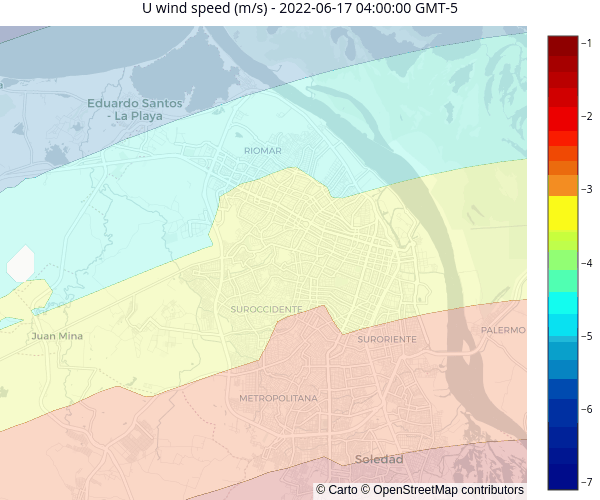 U wind speed (m/s) - 2022-06-17 04:00:00 GMT-5
Eduardo Santos
- La Playa
RIOMAR
SUROCCIDENTE
Juan Mina
SURORIENTE
PALERMO
METROPOLITANA
Soledad
© Carto © OpenStreetMap contributors
−1
−2
−3
−4
−5
−6
−7